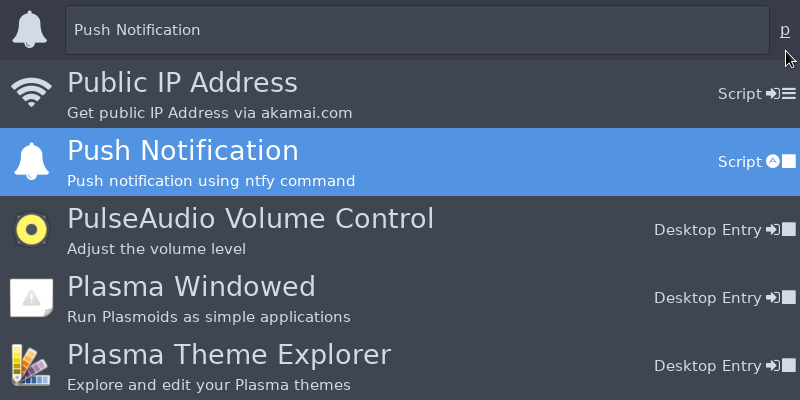 Push Notification
p
Public IP Address
Get public IP Address via akamai.com
Script
Push Notification
Push notification using ntfy command
Script A
PulseAudio Volume Control
Adjust the volume level
Desktop Entry
Plasma Windowed
Run Plasmoids as simple applications
Desktop Entry
Plasma Theme Explorer
Explore and edit your Plasma themes
Desktop Entry